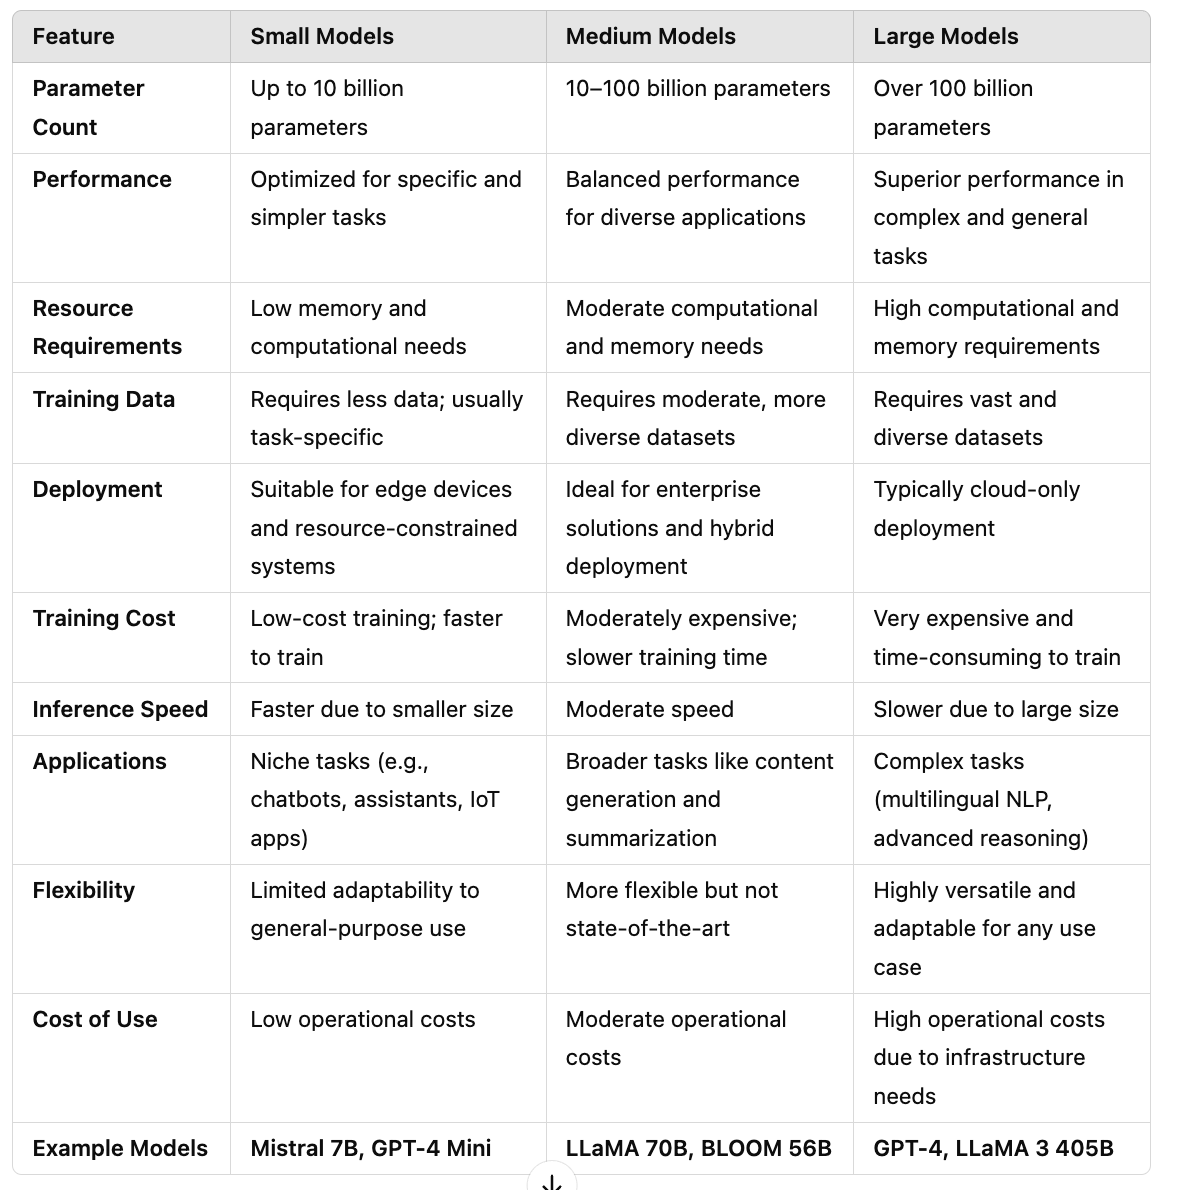 Feature
Small Models
Medium Models
Large Models
Parameter
Count
Up to 10 billion
parameters
10–100 billion parameters
Over 100 billion
parameters
Performance
Optimized for specific and
simpler tasks
Balanced performance
for diverse applications
Superior performance in
complex and general
tasks
Resource
Requirements
Low memory and
computational needs
Moderate computational
and memory needs
High computational and
memory requirements
Training Data
Requires less data; usually
task-specific
Requires moderate, more
diverse datasets
Requires vast and
diverse datasets
Deployment
Suitable for edge devices
and resource-constrained
systems
Ideal for enterprise
solutions and hybrid
deployment
Typically cloud-only
deployment
Training Cost
Low-cost training; faster
to train
Moderately expensive;
slower training time
Very expensive and
time-consuming to train
Inference Speed
Faster due to smaller size
Moderate speed
Slower due to large size
Applications
Niche tasks (e.g.,
chatbots, assistants, IoT
apps)
Broader tasks like content
generation and
summarization
Complex tasks
(multilingual NLP,
advanced reasoning)
Flexibility
Limited adaptability to
general-purpose use
More flexible but not
state-of-the-art
Highly versatile and
adaptable for any use
case
Cost of Use
Low operational costs
Moderate operational
costs
High operational costs
due to infrastructure
needs
Example Models
Mistral 7B, GPT-4 Mini
LLaMA 70B, BLOOM 56B
GPT-4, LLaMA 3 405B